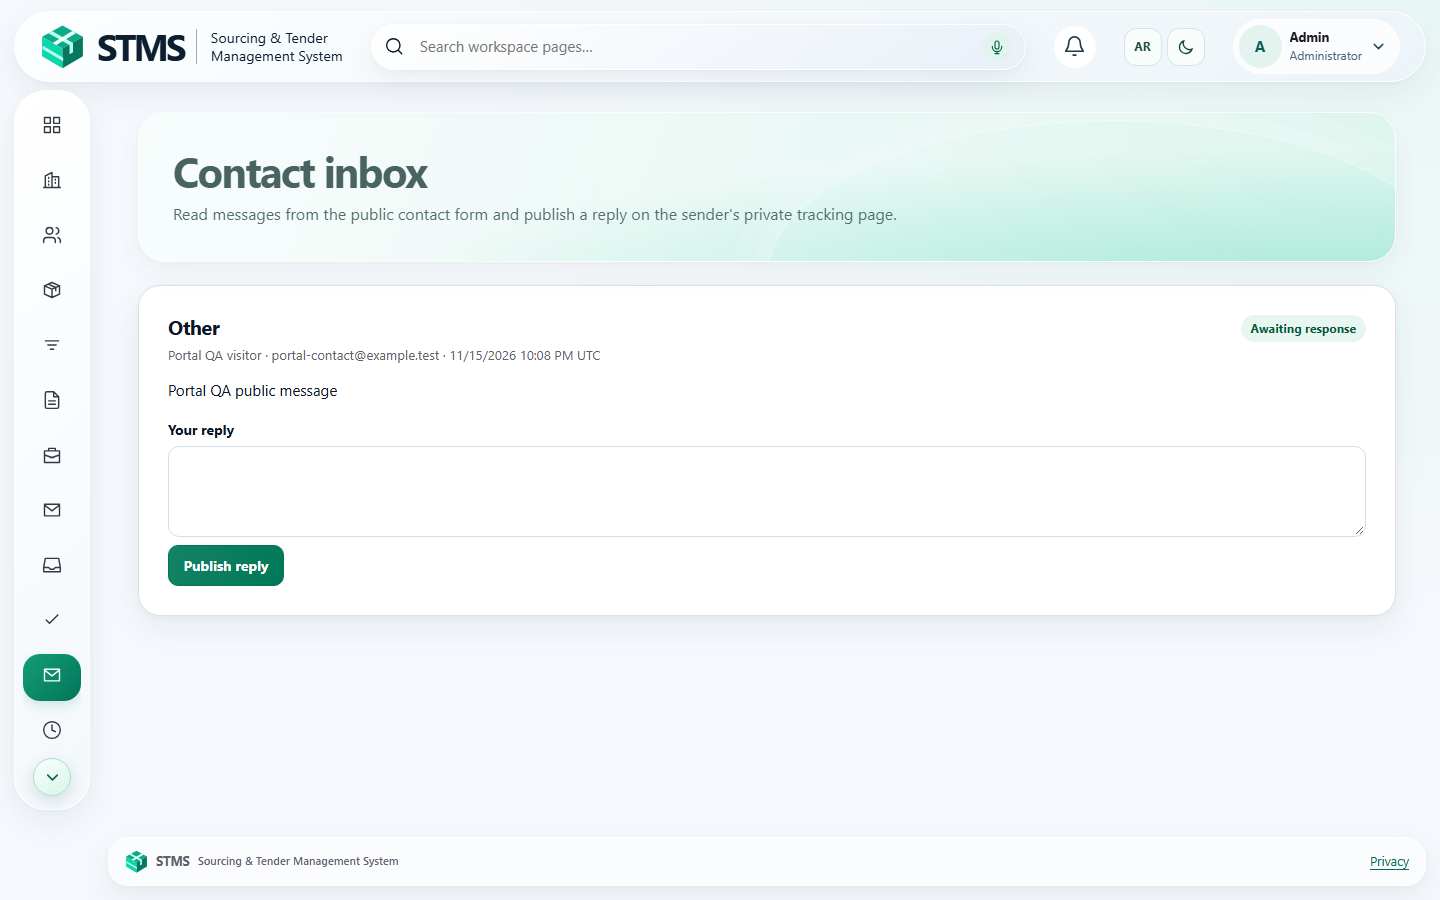 STMS
Sourcing & Tender
Management System
Search workspace pages...
AR
A
Admin
Administrator
Contact inbox
Read messages from the public contact form and publish a reply on the sender's private tracking page.
Other
Awaiting response
Portal QA visitor · portal-contact@example.test · 11/15/2026 10:08 PM UTC
Portal QA public message
Your reply
Publish reply
STMS Sourcing & Tender Management System
Privacy